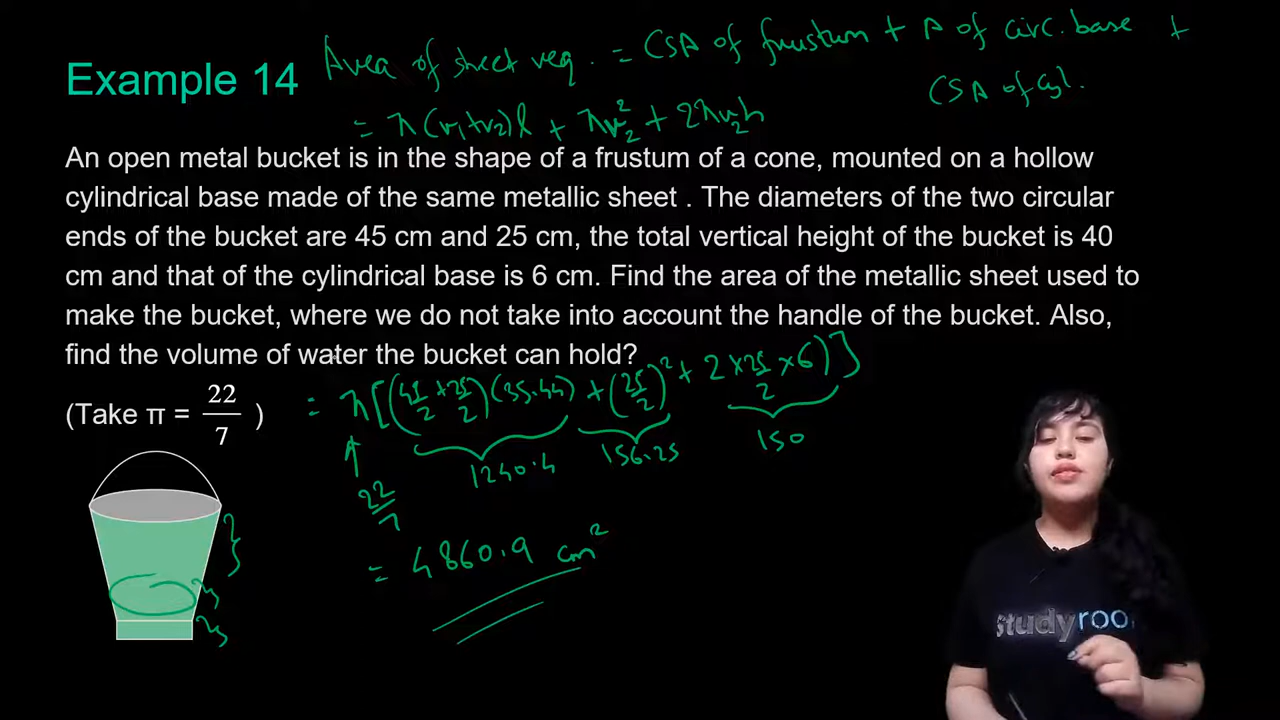 Area of sheet req. = CSA of frustum + A of circ. base +
CSA of cyl.
Example 14
= π(r₁+r₂)l + πr₂² + 2πr₂h
An open metal bucket is in the shape of a frustum of a cone, mounted on a hollow
cylindrical base made of the same metallic sheet . The diameters of the two circular
ends of the bucket are 45 cm and 25 cm, the total vertical height of the bucket is 40
cm and that of the cylindrical base is 6 cm. Find the area of the metallic sheet used to
make the bucket, where we do not take into account the handle of the bucket. Also,
find the volume of water the bucket can hold?
(Take π = 22/7 )
= π[(45/2 + 25/2)(35.44) + (25/2)² + 2 × 25/2 × 6)]
1240.4 156.25 150
22/7
= 4860.9 cm²
studyroo